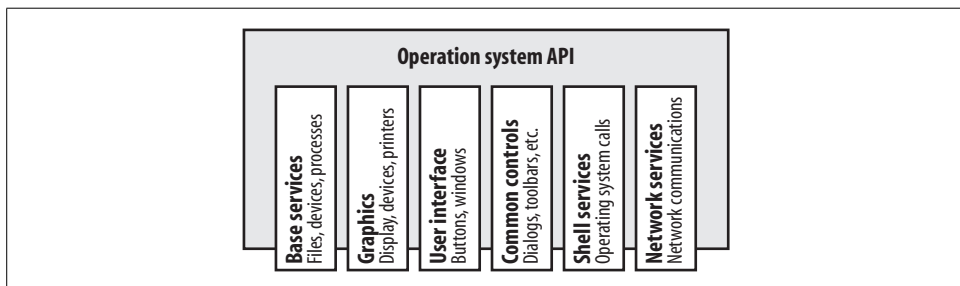 Operation system API
Base services
Files, devices, processes
Graphics
Display, devices, printers
User interface
Buttons, windows
Common controls
Dialogs, toolbars, etc.
Shell services
Operating system calls
Network services
Network communications